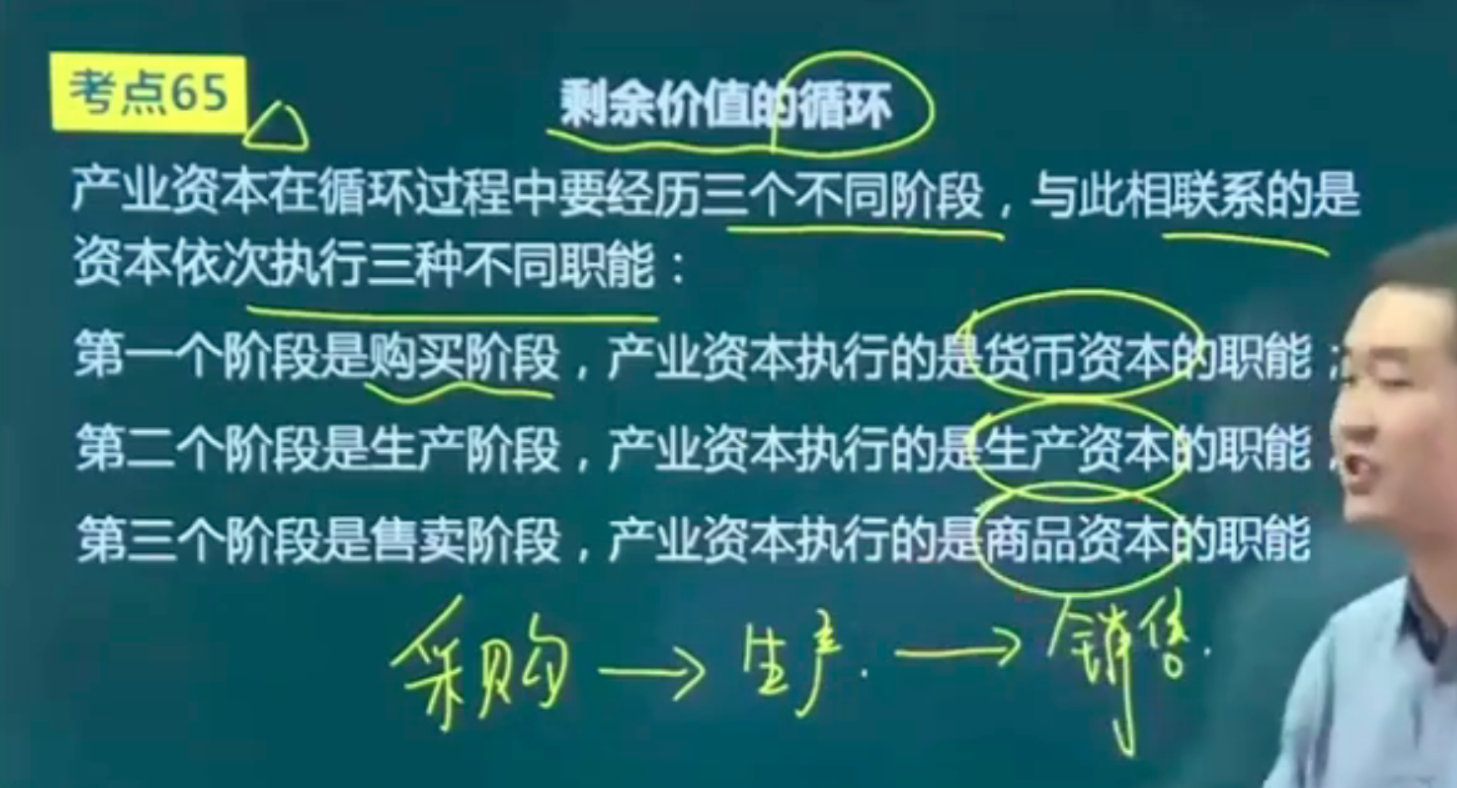 考点65
剩余价值的循环
产业资本在循环过程中要经历三个不同阶段，与此相联系的是
资本依次执行三种不同职能：
第一个阶段是购买阶段，产业资本执行的是货币资本的职能；
第二个阶段是生产阶段，产业资本执行的是生产资本的职能；
第三个阶段是售卖阶段，产业资本执行的是商品资本的职能
采购→生产.→销售.